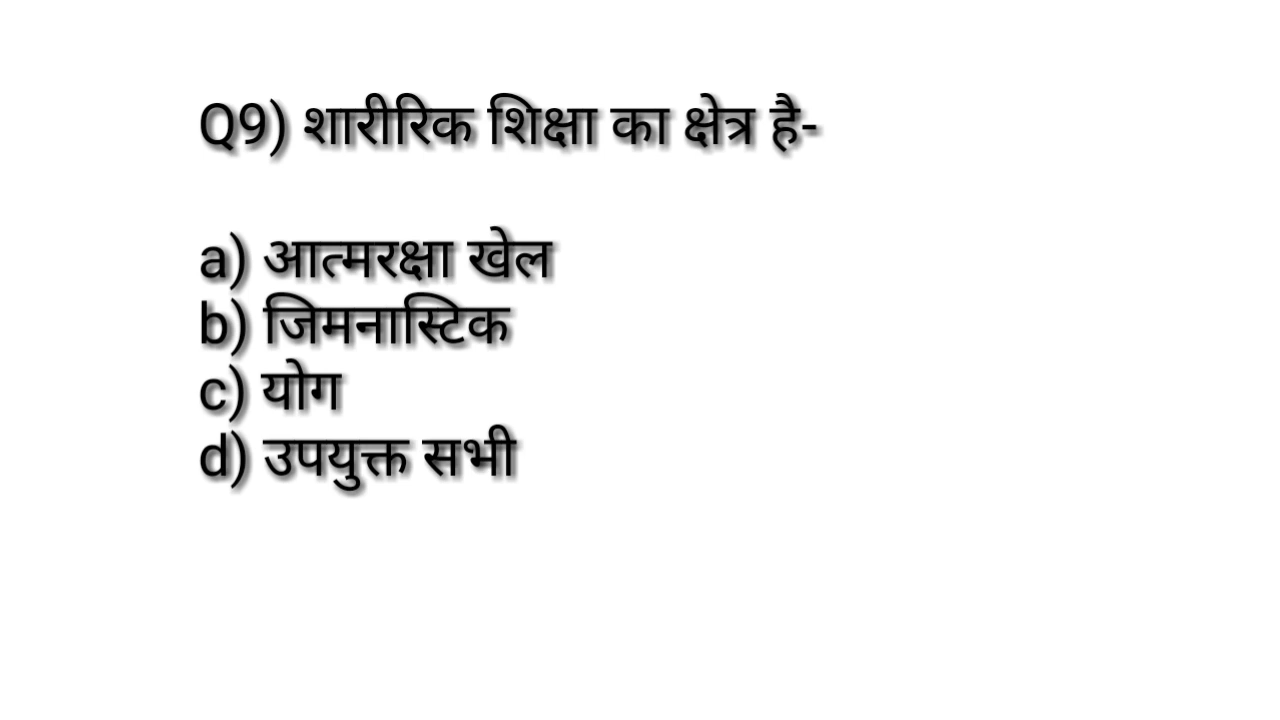 Q9) शारीरिक शिक्षा का क्षेत्र है-
a) आत्मरक्षा खेल
b) जिमनास्टिक
c) योग
d) उपयुक्त सभी